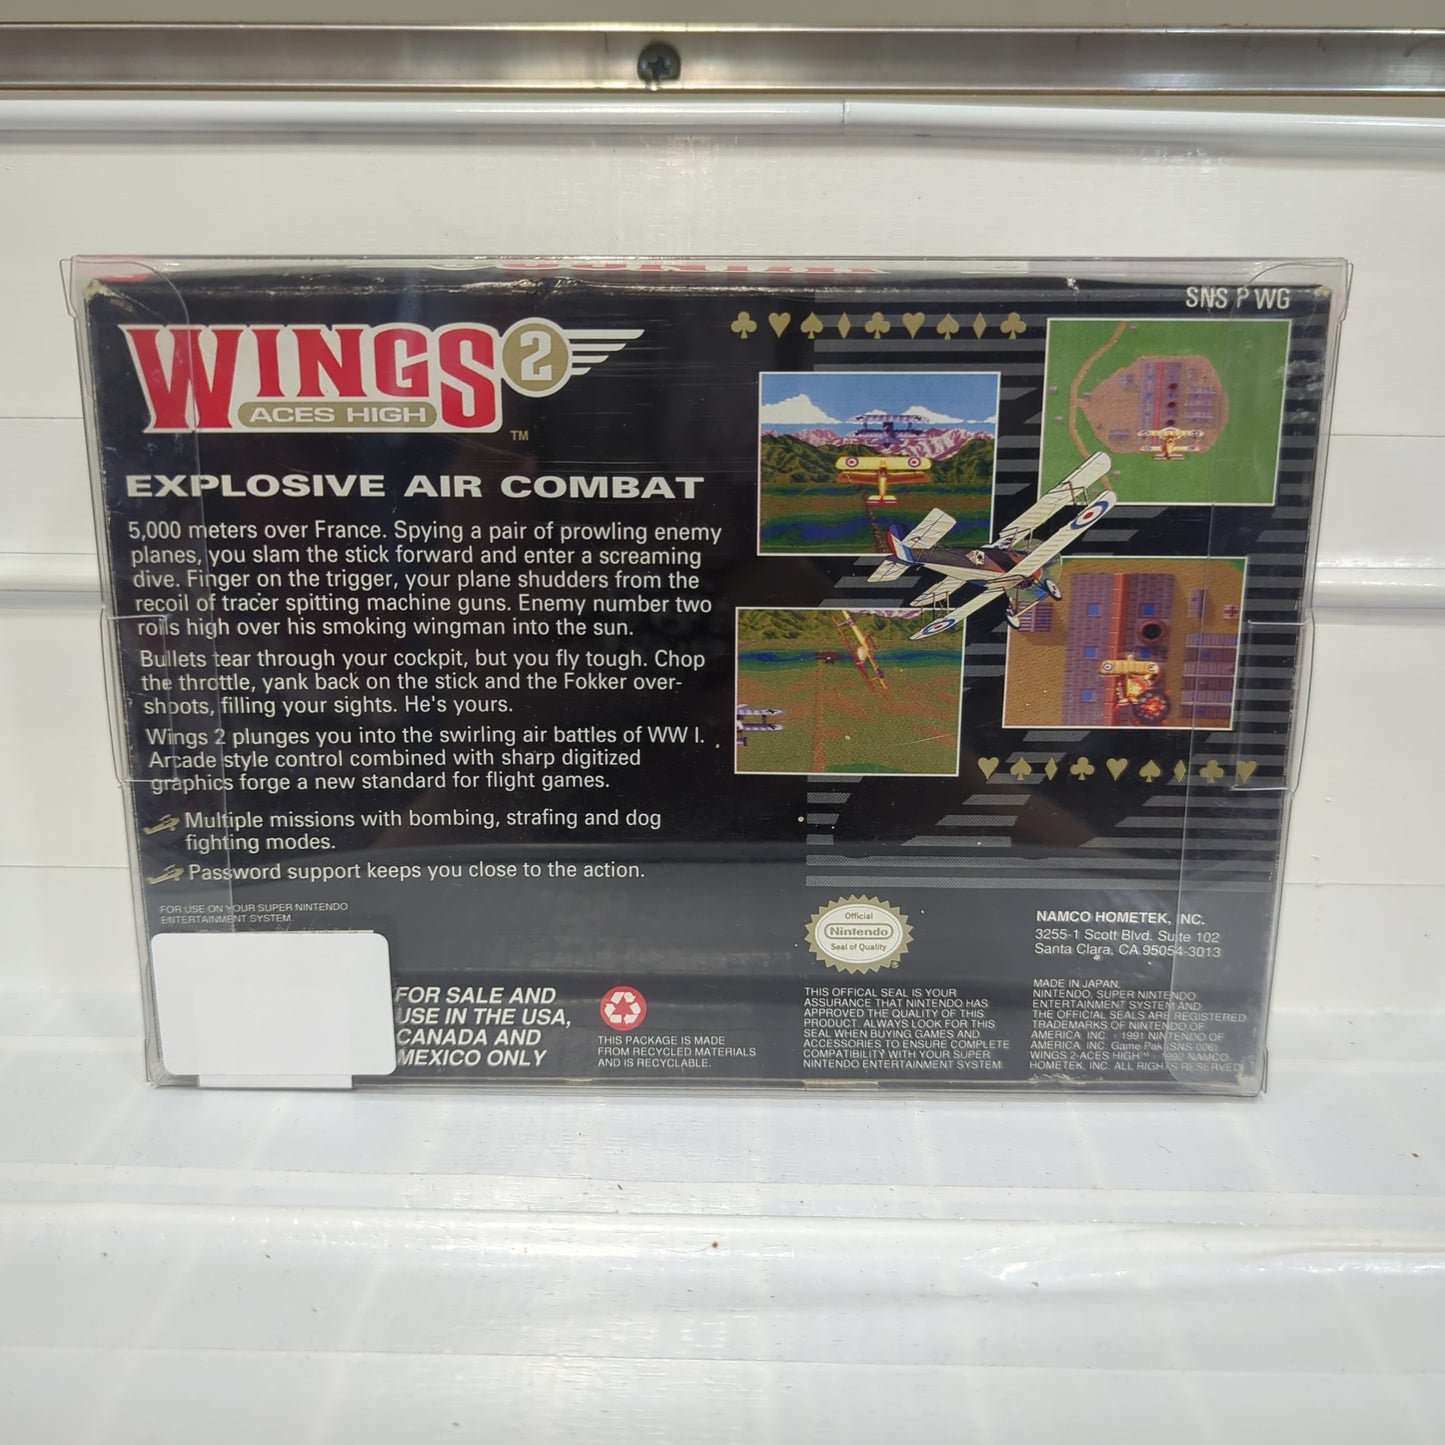 SNS P WG
WINGS 2
ACES HIGH
TM
EXPLOSIVE AIR COMBAT
5,000 meters over France. Spying a pair of prowling enemy
planes, you slam the stick forward and enter a screaming
dive. Finger on the trigger, your plane shudders from the
recoil of tracer spitting machine guns. Enemy number two
rolls high over his smoking wingman into the sun.
Bullets tear through your cockpit, but you fly tough. Chop
the throttle, yank back on the stick and the Fokker over-
shoots, filling your sights. He's yours.
Wings 2 plunges you into the swirling air battles of WW I.
Arcade style control combined with sharp digitized
graphics forge a new standard for flight games.
Multiple missions with bombing, strafing and dog
fighting modes.
Password support keeps you close to the action.
FOR USE ON YOUR SUPER NINTENDO
ENTERTAINMENT SYSTEM.
FOR SALE AND
USE IN THE USA,
CANADA AND
MEXICO ONLY
THIS PACKAGE IS MADE
FROM RECYCLED MATERIALS
AND IS RECYCLABLE.
Official
Nintendo
Seal of Quality
®
THIS OFFICAL SEAL IS YOUR
ASSURANCE THAT NINTENDO HAS
APPROVED THE QUALITY OF THIS
PRODUCT. ALWAYS LOOK FOR THIS
SEAL WHEN BUYING GAMES AND
ACCESSORIES TO ENSURE COMPLETE
COMPATIBILITY WITH YOUR SUPER
NINTENDO ENTERTAINMENT SYSTEM.
NAMCO HOMETEK, INC.
3255-1 Scott Blvd. Suite 102
Santa Clara, CA 95054-3013
MADE IN JAPAN.
NINTENDO, SUPER NINTENDO
ENTERTAINMENT SYSTEM AND
THE OFFICIAL SEALS ARE REGISTERED
TRADEMARKS OF NINTENDO OF
AMERICA INC. · 1991 NINTENDO OF
AMERICA INC. Game Pak (SNS-006)
WINGS 2-ACES HIGH™ · 1992 NAMCO
HOMETEK, INC. ALL RIGHTS RESERVED